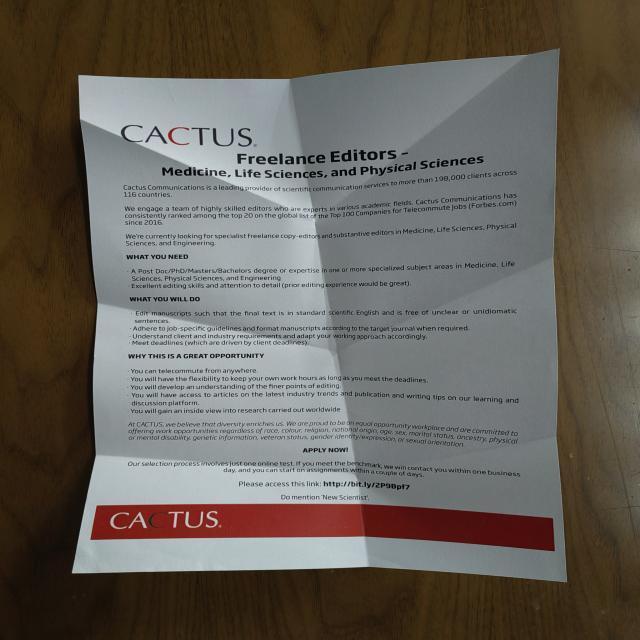 CACTUS.
Freelance Editors –
Medicine, Life Sciences, and Physical Sciences
Cactus Communications is a leading provider of scientific communication services to more than 198,000 clients across
116 countries.
We engage a team of highly skilled editors who are experts in various academic fields. Cactus Communications has
consistently ranked among the top 20 on the global list of the Top 100 Companies for Telecommute Jobs (Forbes.com)
since 2016.
We're currently looking for specialist freelance copy-editors and substantive editors in Medicine, Life Sciences, Physical
Sciences, and Engineering.
WHAT YOU NEED
· A Post Doc/PhD/Masters/Bachelors degree or expertise in one or more specialized subject areas in Medicine, Life
Sciences, Physical Sciences, and Engineering
· Excellent editing skills and attention to detail (prior editing experience would be great).
WHAT YOU WILL DO
· Edit manuscripts such that the final text is in standard scientific English and is free of unclear or unidiomatic
sentences.
· Adhere to job-specific guidelines and format manuscripts according to the target journal when required.
· Understand client and industry requirements and adapt your working approach accordingly.
· Meet deadlines (which are driven by client deadlines).
WHY THIS IS A GREAT OPPORTUNITY
· You can telecommute from anywhere.
· You will have the flexibility to keep your own work hours as long as you meet the deadlines.
· You will develop an understanding of the finer points of editing.
· You will have access to articles on the latest industry trends and publication and writing tips on our learning and
discussion platform.
· You will gain an inside view into research carried out worldwide
At CACTUS, we believe that diversity enriches us. We are proud to be an equal opportunity workplace and are committed to
offering work opportunities regardless of race, colour, religion, national origin, age, sex, marital status, ancestry, physical
or mental disability, genetic information, veteran status, gender identity/expression, or sexual orientation.
APPLY NOW!
Our selection process involves just one online test. If you meet the benchmark, we will contact you within one business
day, and you can start on assignments within a couple of days.
Please access this link: http://bit.ly/2P9Bpf7
Do mention 'New Scientist'.
CACTUS.